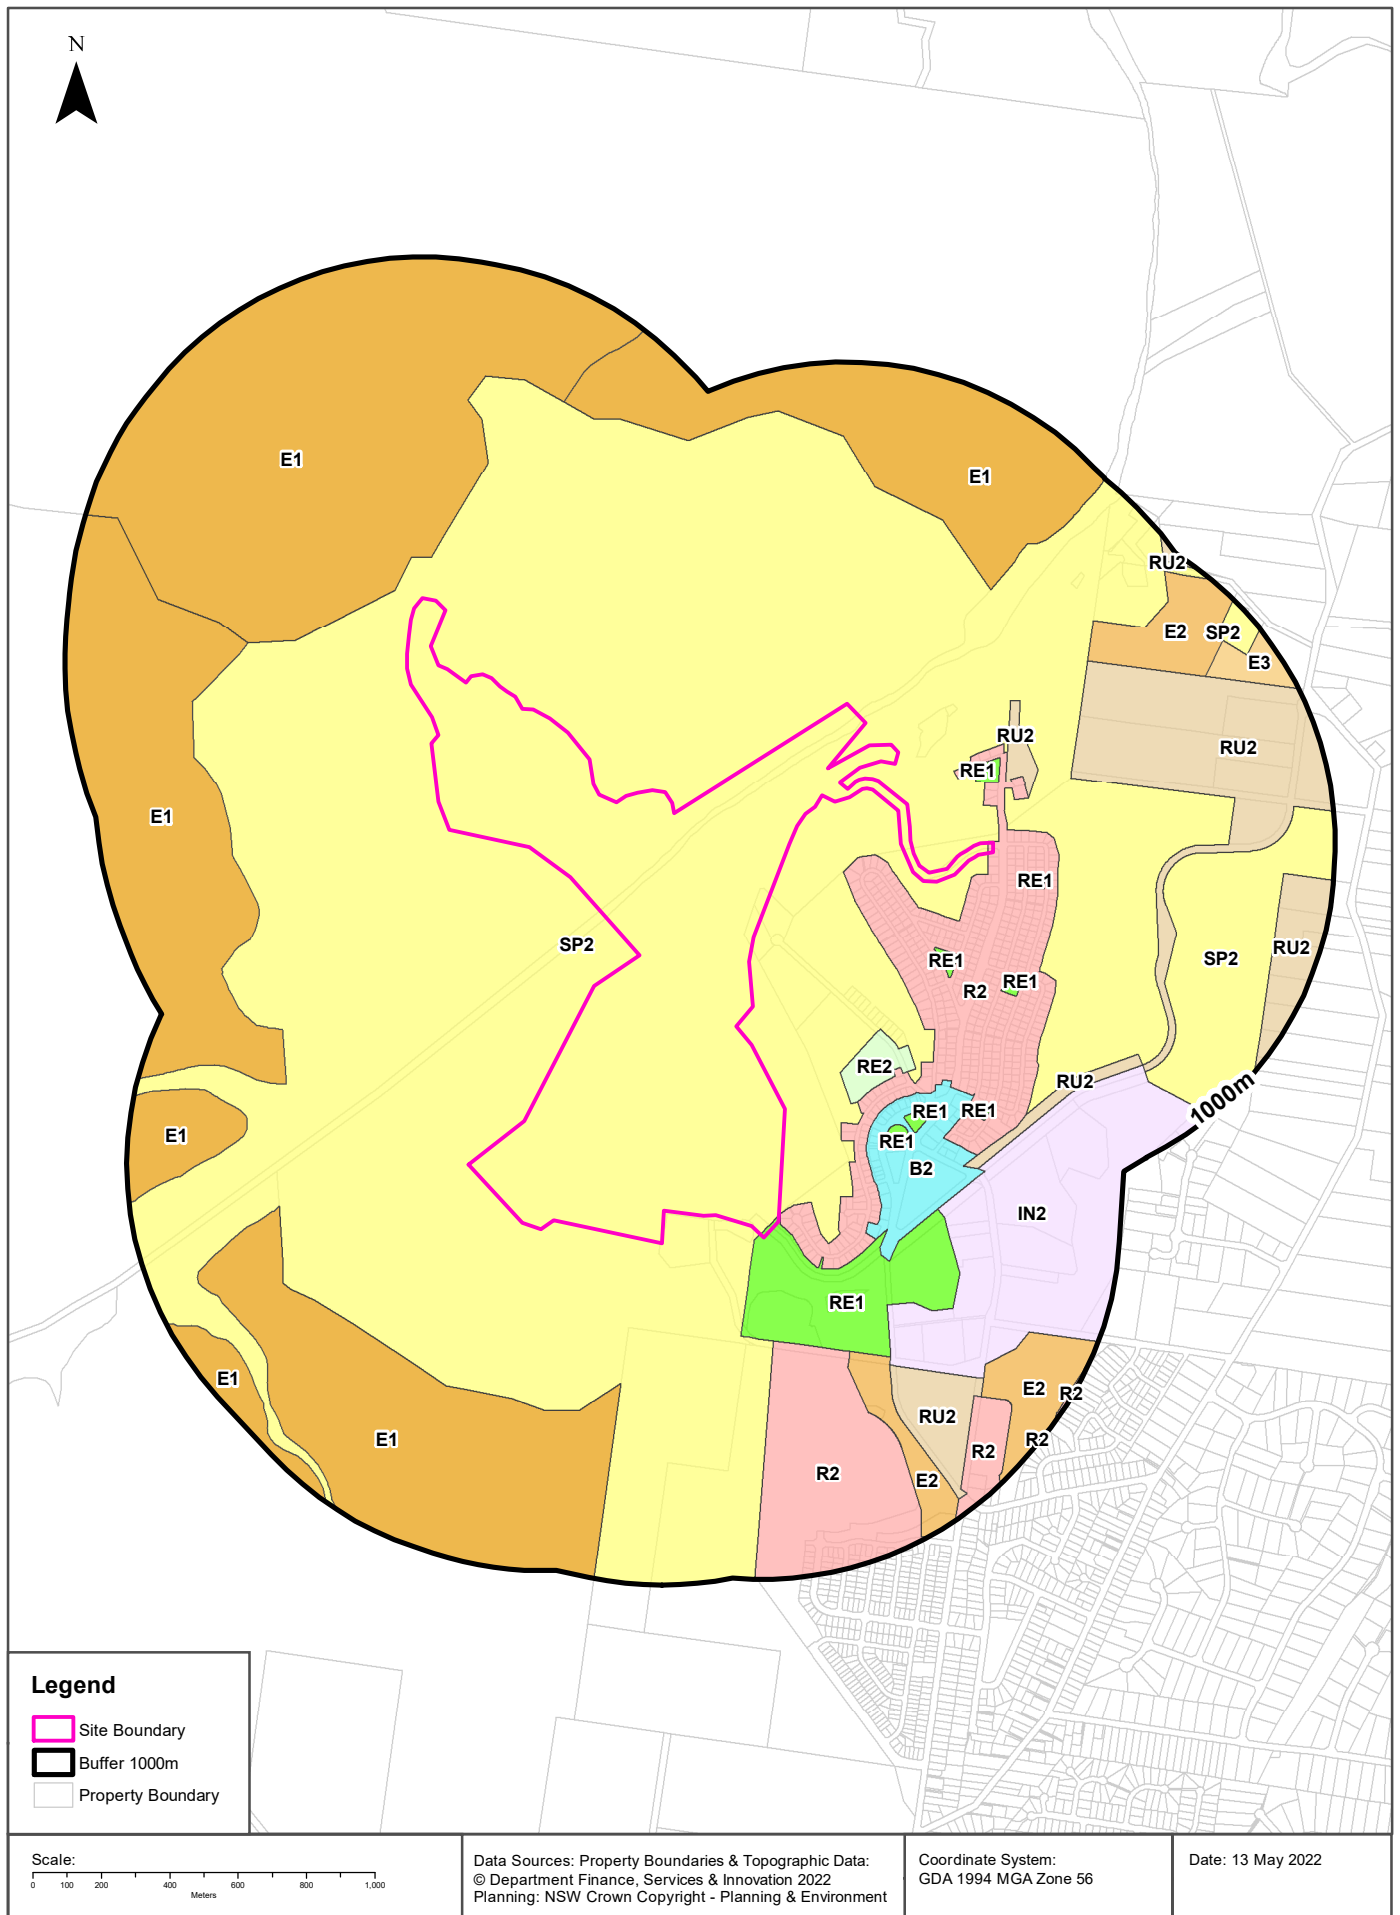 N
E1
E1
RU2
E2
SP2
E3
RU2
RU2
RE1
E1
RE1
SP2
RE1
SP2
RU2
RE1
R2
RE2
RU2
1000m
RE1
RE1
E1
RE1
B2
IN2
RE1
E1
E2
R2
RU2
E1
R2
R2
R2
E2
Legend
Site Boundary
Buffer 1000m
Property Boundary
Scale:
0 100 200 400 600 800 1,000
Meters
Data Sources: Property Boundaries & Topographic Data:
© Department Finance, Services & Innovation 2022
Planning: NSW Crown Copyright - Planning & Environment
Coordinate System:
GDA 1994 MGA Zone 56
Date: 13 May 2022